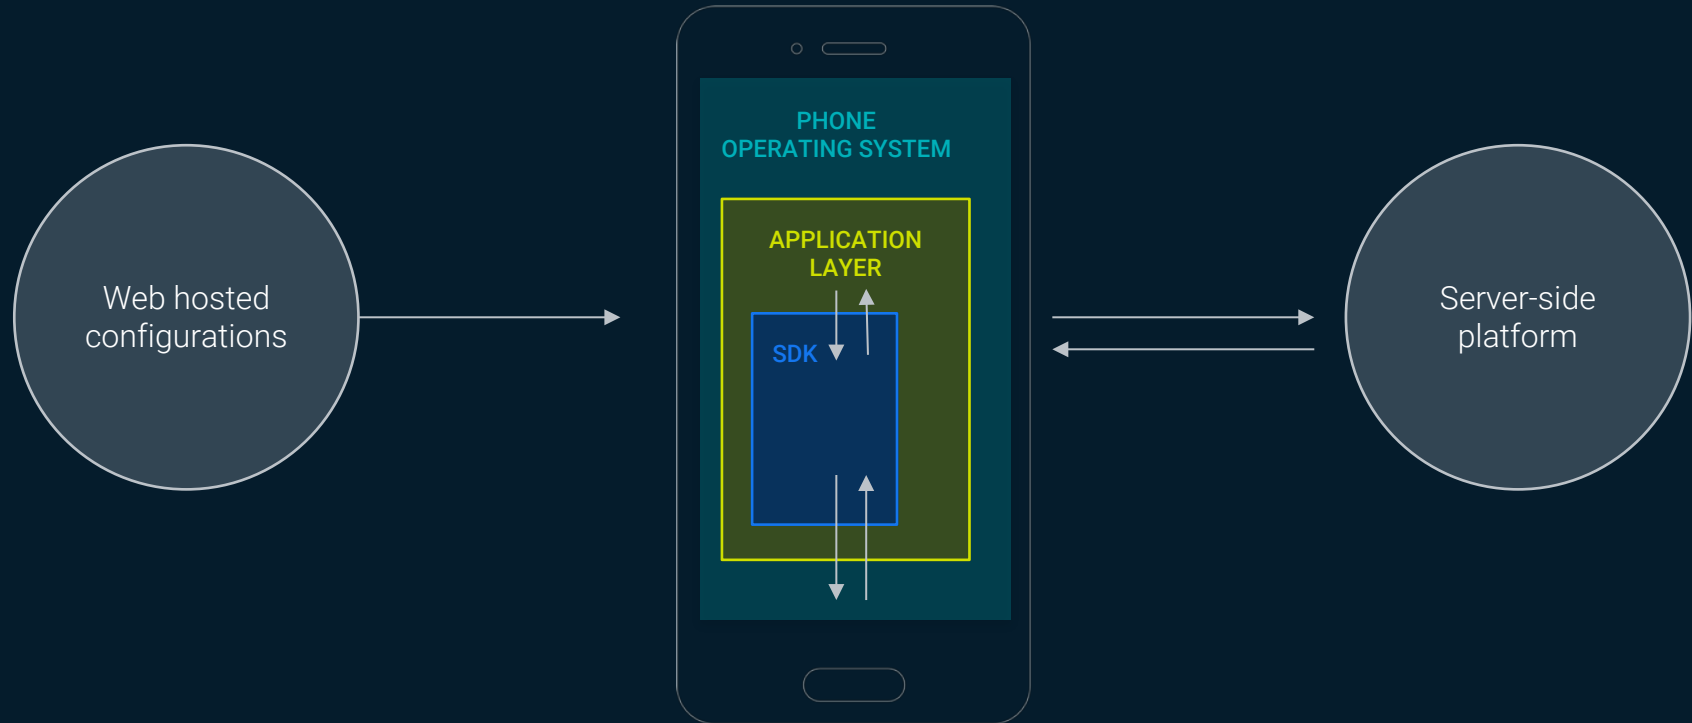 PHONE
OPERATING SYSTEM
APPLICATION
LAYER
Web hosted
configurations
SDK
Server-side
platform